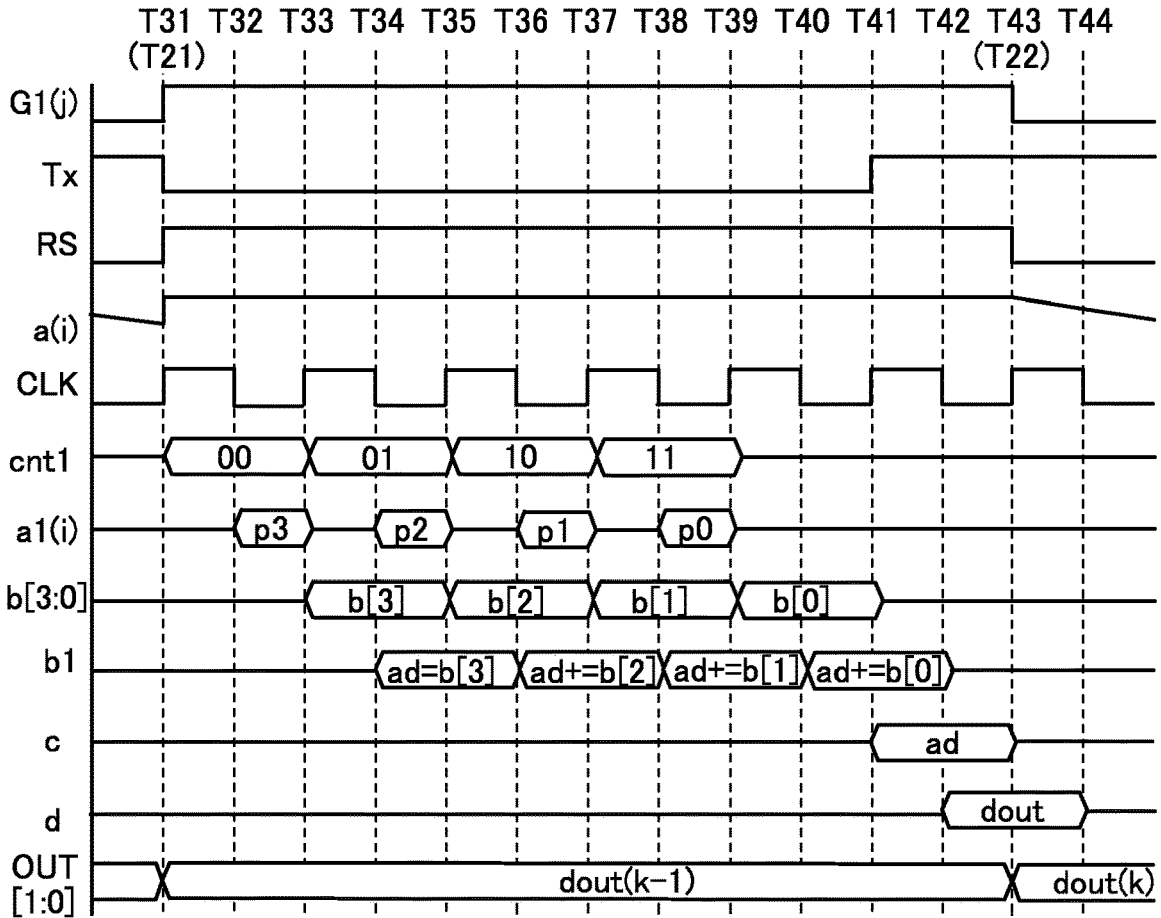 T31 T32 T33 T34 T35 T36 T37 T38 T39 T40 T41 T42 T43 T44
(T21) (T22)
G1(j)
Tx
RS
a(i)
CLK
cnt1 00 01 10 11
a1(i) p3 p2 p1 p0
b[3:0] b[3] b[2] b[1] b[0]
b1 ad=b[3] ad+=b[2] ad+=b[1] ad+=b[0]
c ad
d dout
OUT
[1:0] dout(k-1) dout(k)